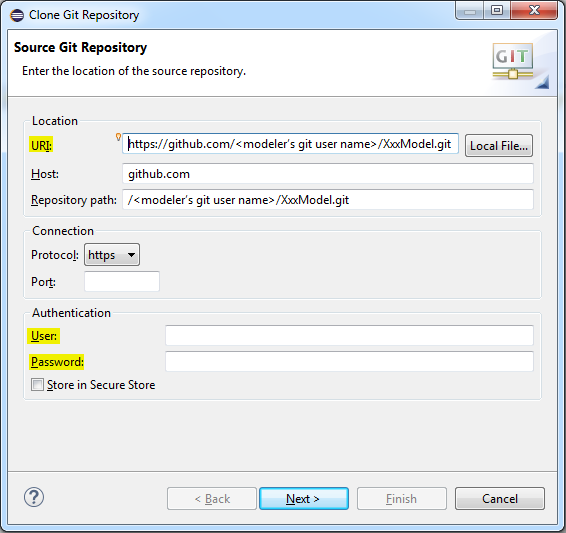 Clone Git Repository
Source Git Repository
Enter the location of the source repository.
GIT
Location
URI: https://github.com/<modeler's git user name>/XxxModel.git Local File...
Host: github.com
Repository path: /<modeler's git user name>/XxxModel.git
Connection
Protocol: https
Port:
Authentication
User:
Password:
Store in Secure Store
? < Back Next > Finish Cancel